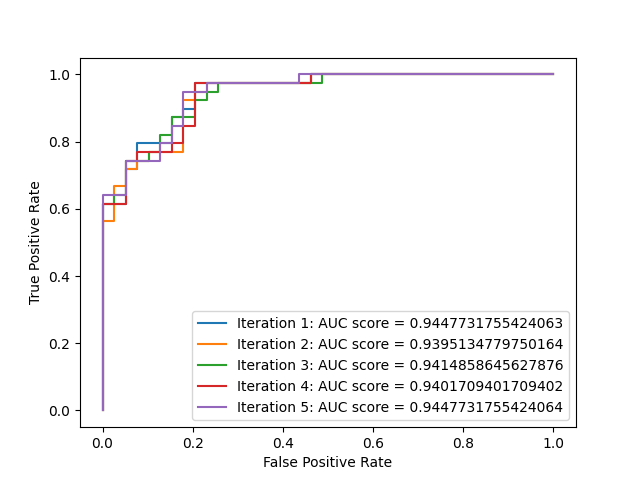 1.0
0.8
0.6
0.4
0.2
0.0
True Positive Rate
Iteration 1: AUC score = 0.9447731755424063
Iteration 2: AUC score = 0.9395134779750164
Iteration 3: AUC score = 0.9414858645627876
Iteration 4: AUC score = 0.9401709401709402
Iteration 5: AUC score = 0.9447731755424064
0.0 0.2 0.4 0.6 0.8 1.0
False Positive Rate